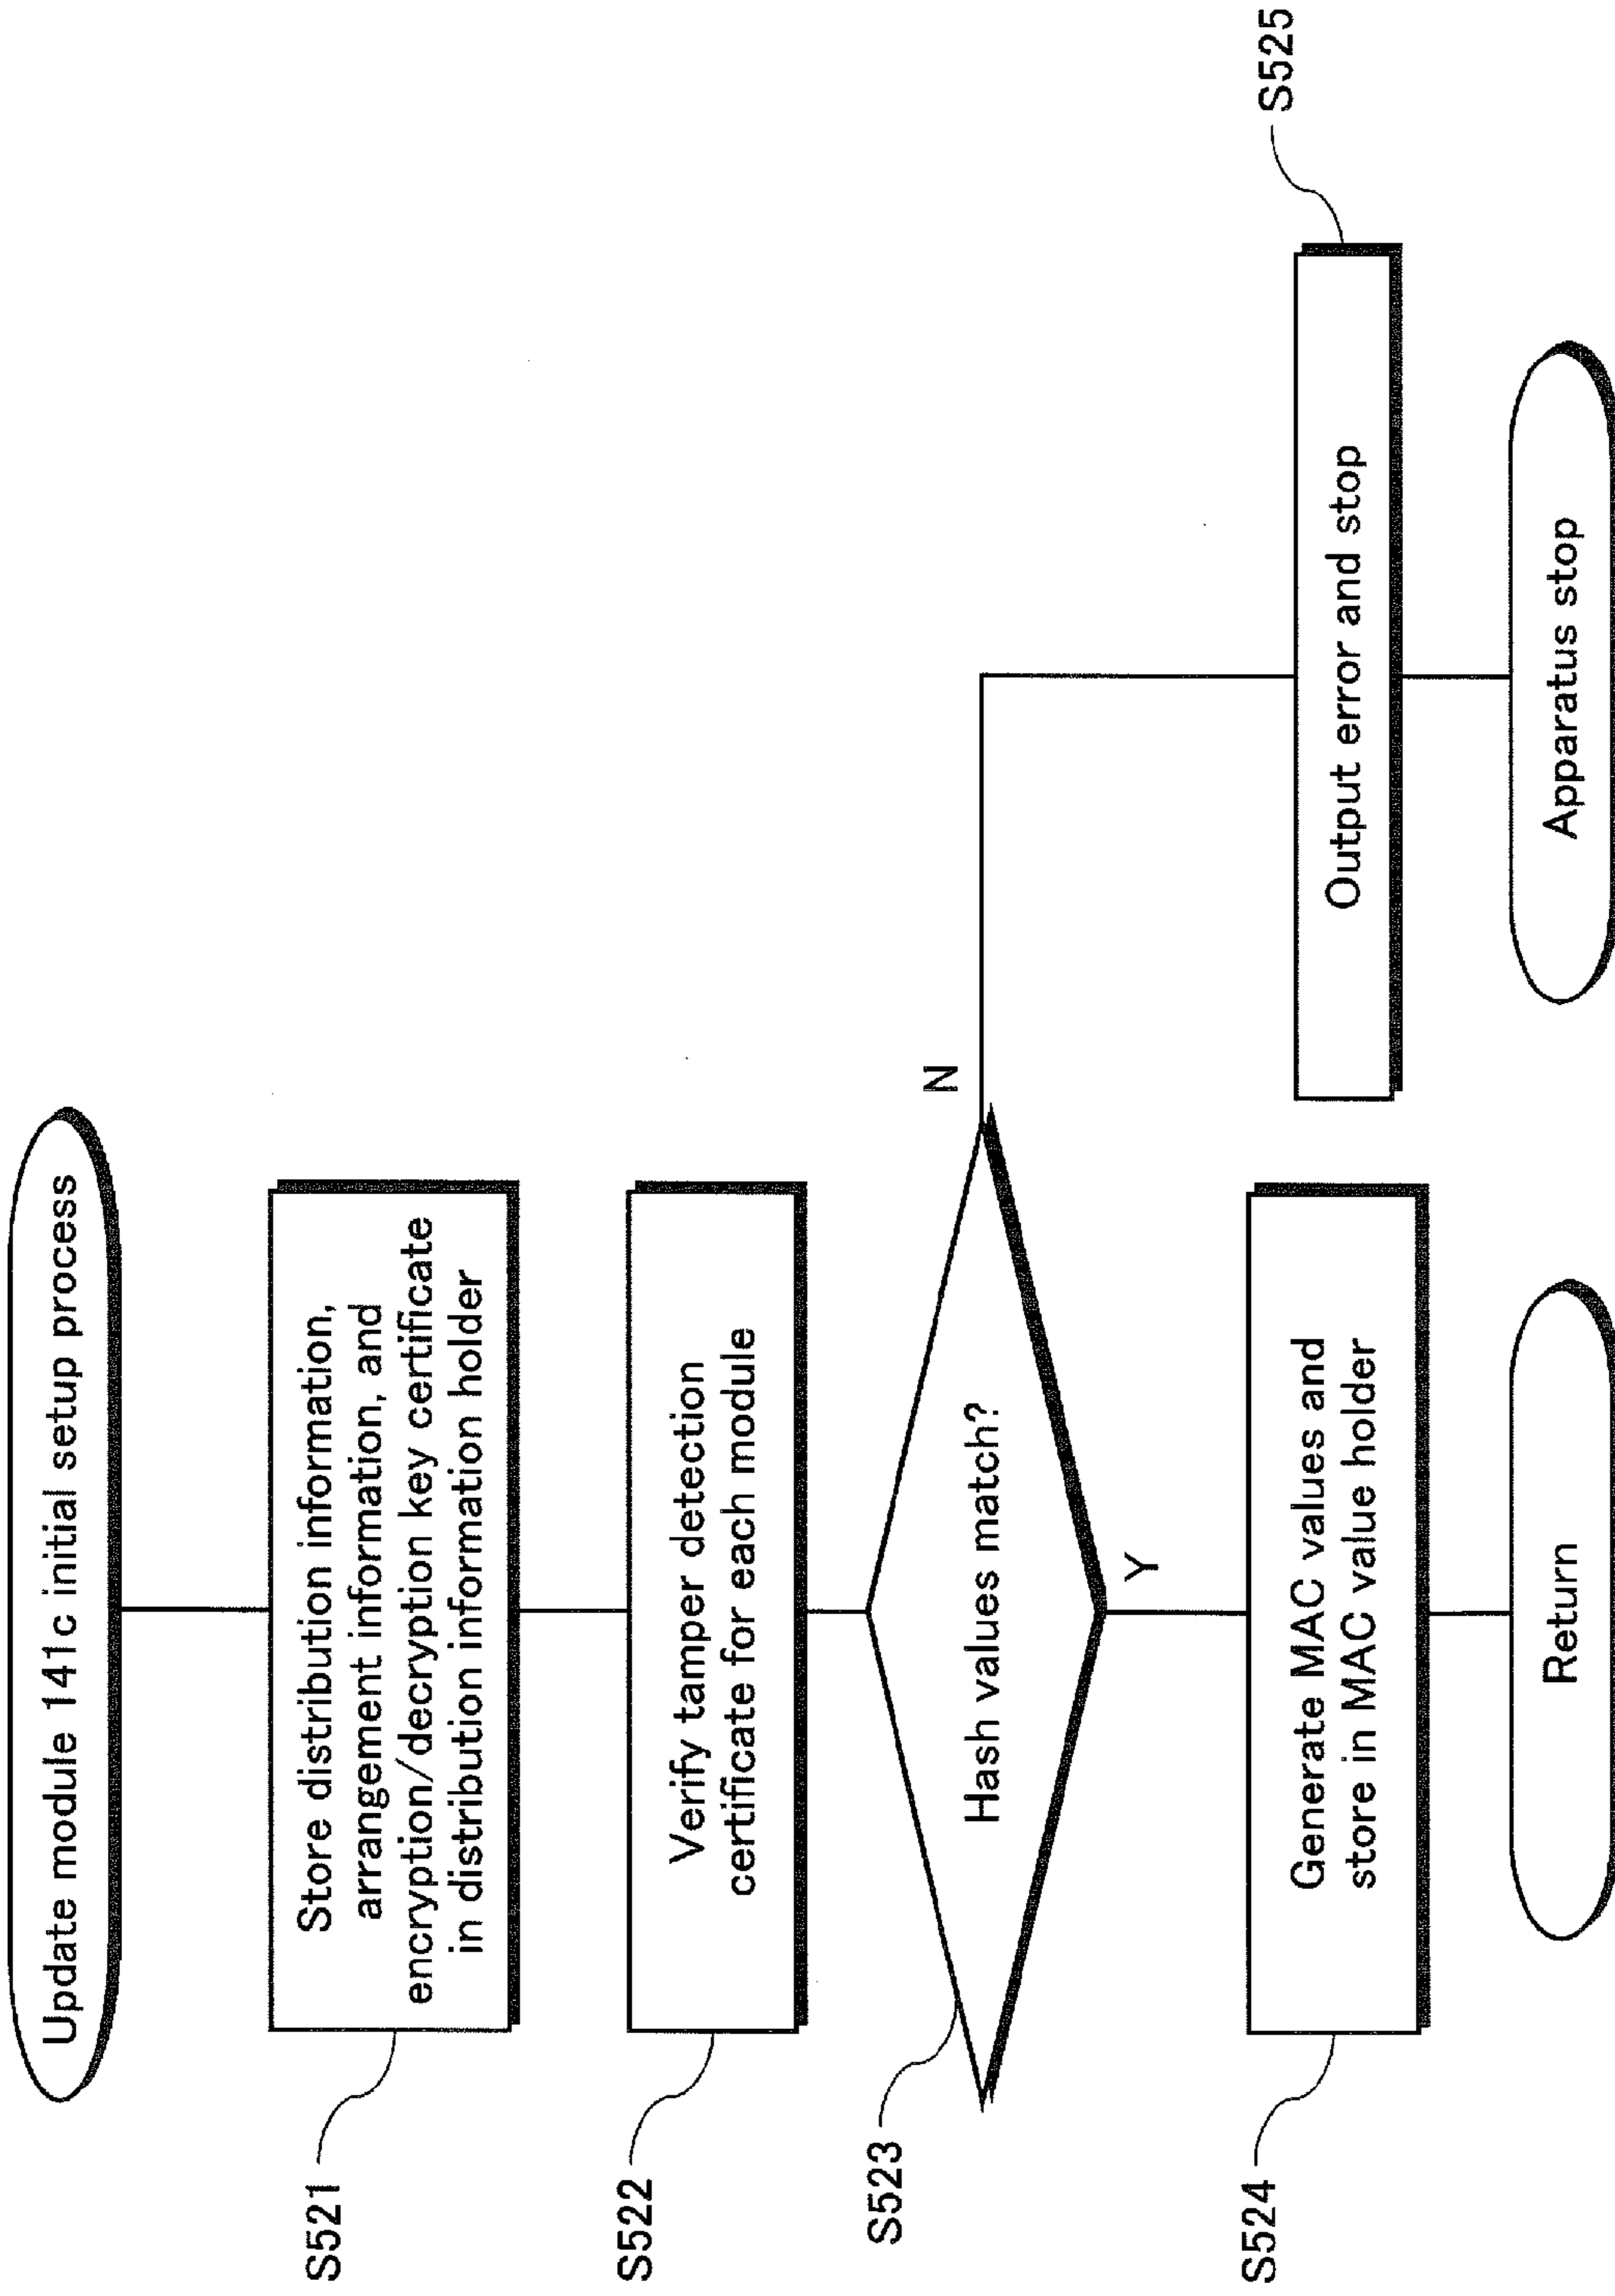 Update module 141c initial setup process
S521
Store distribution information,
arrangement information, and
encryption/decryption key certificate
in distribution information holder
S522
Verify tamper detection
certificate for each module
S523
Hash values match?
N
Y
S524
Generate MAC values and
store in MAC value holder
S525
Output error and stop
Return
Apparatus stop